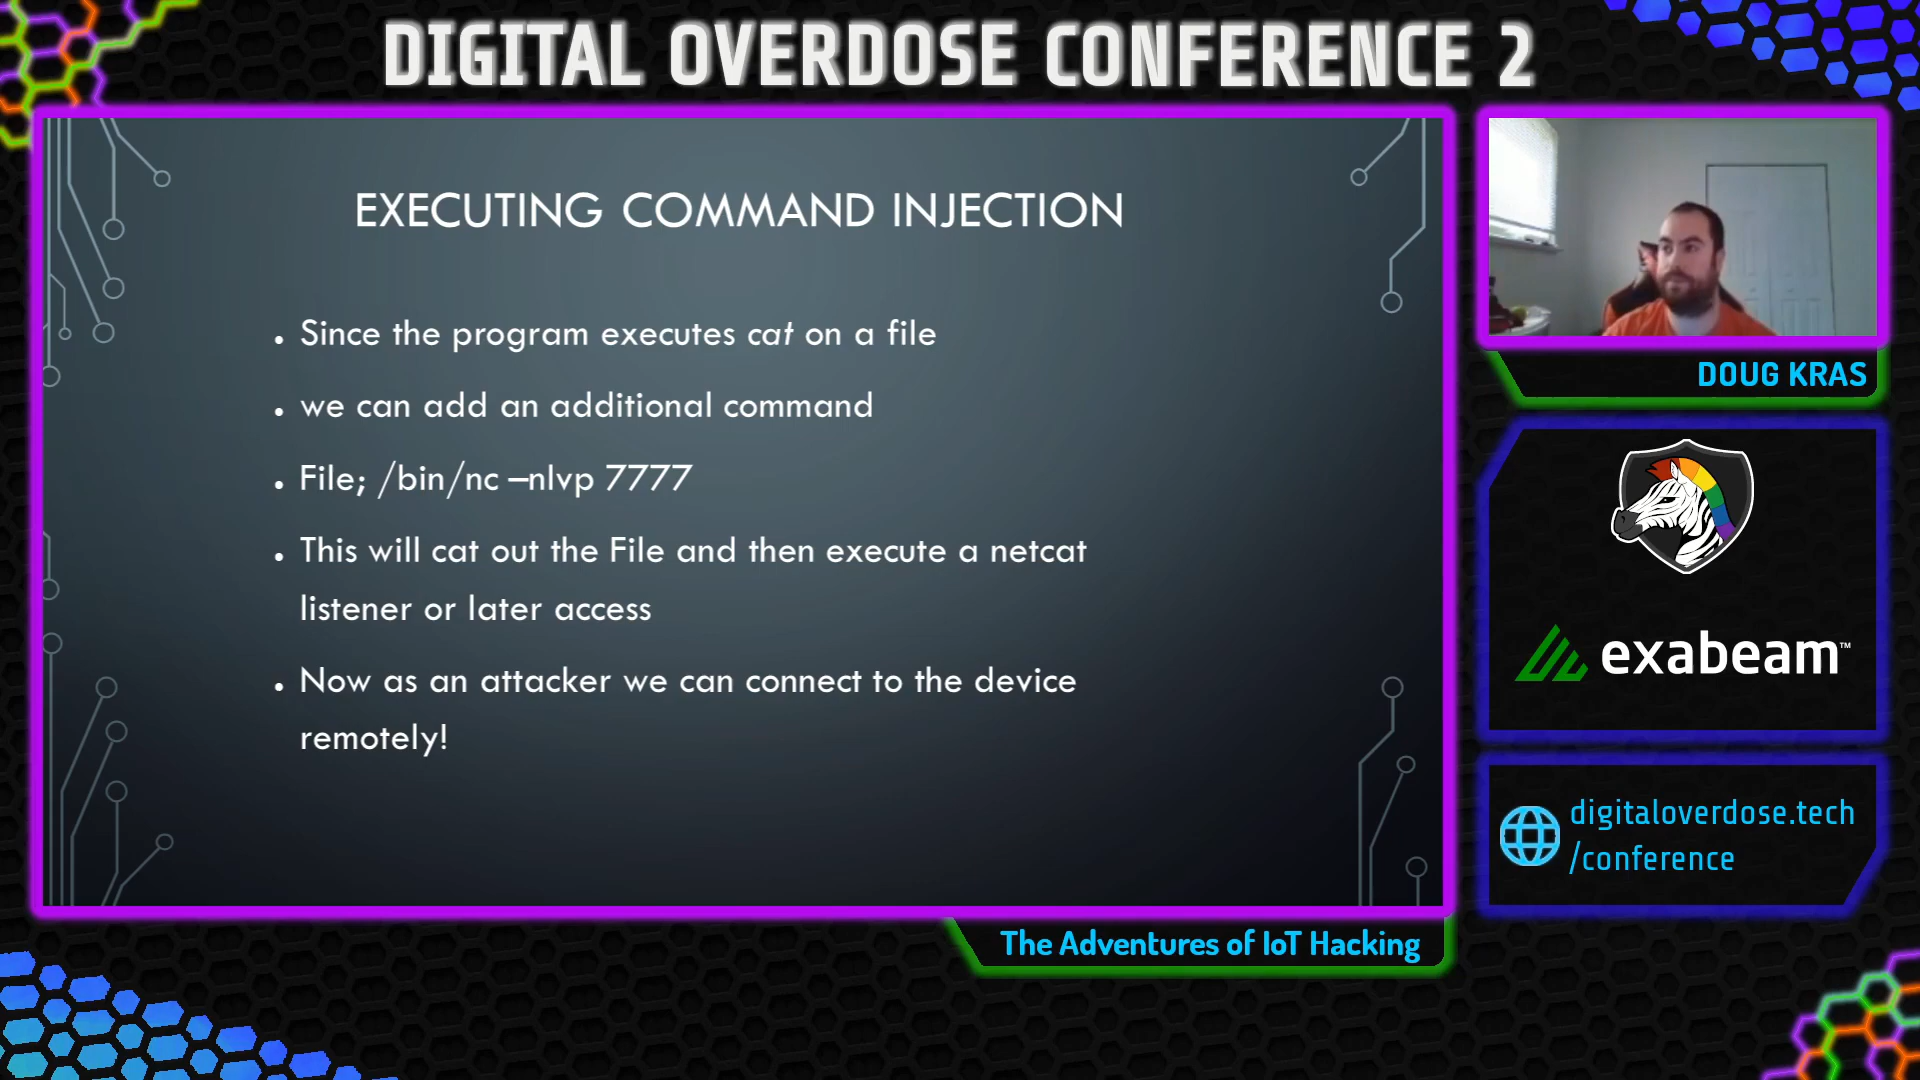 DIGITAL OVERDOSE CONFERENCE 2
EXECUTING COMMAND INJECTION
• Since the program executes cat on a file
• we can add an additional command
• File; /bin/nc –nlvp 7777
• This will cat out the File and then execute a netcat
listener or later access
• Now as an attacker we can connect to the device
remotely!
DOUG KRAS
exabeam™
digitaloverdose.tech
/conference
The Adventures of IoT Hacking